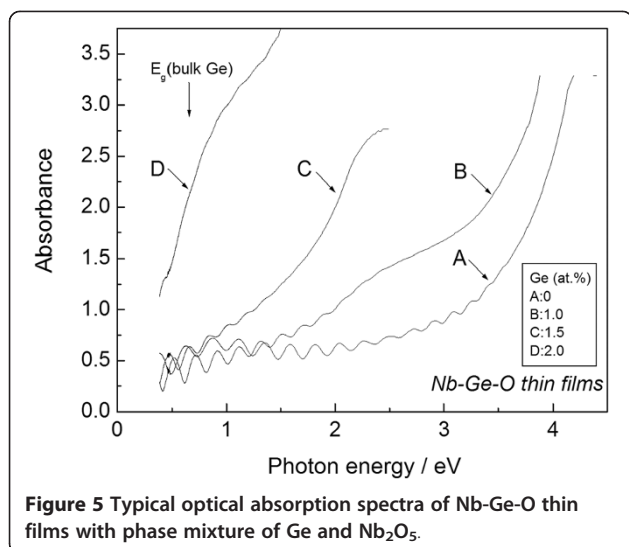 3.5
3.0
2.5
2.0
1.5
1.0
0.5
0.0
Absorbance
E_g(bulk Ge)
D
C
B
A
Ge (at.%)
A:0
B:1.0
C:1.5
D:2.0
Nb-Ge-O thin films
0 1 2 3 4
Photon energy / eV
Figure 5 Typical optical absorption spectra of Nb-Ge-O thin
films with phase mixture of Ge and Nb₂O₅.